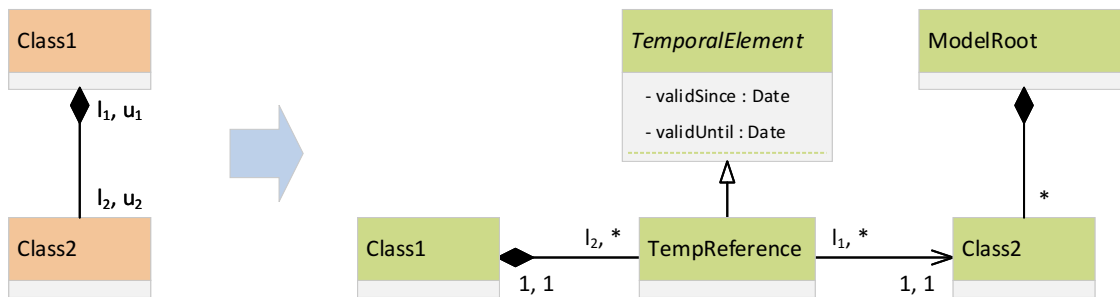 Class1
l₁, u₁
l₂, u₂
Class2
TemporalElement
- validSince : Date
- validUntil : Date
ModelRoot
*
Class1
l₂, *
1, 1
TempReference
l₁, *
1, 1
Class2